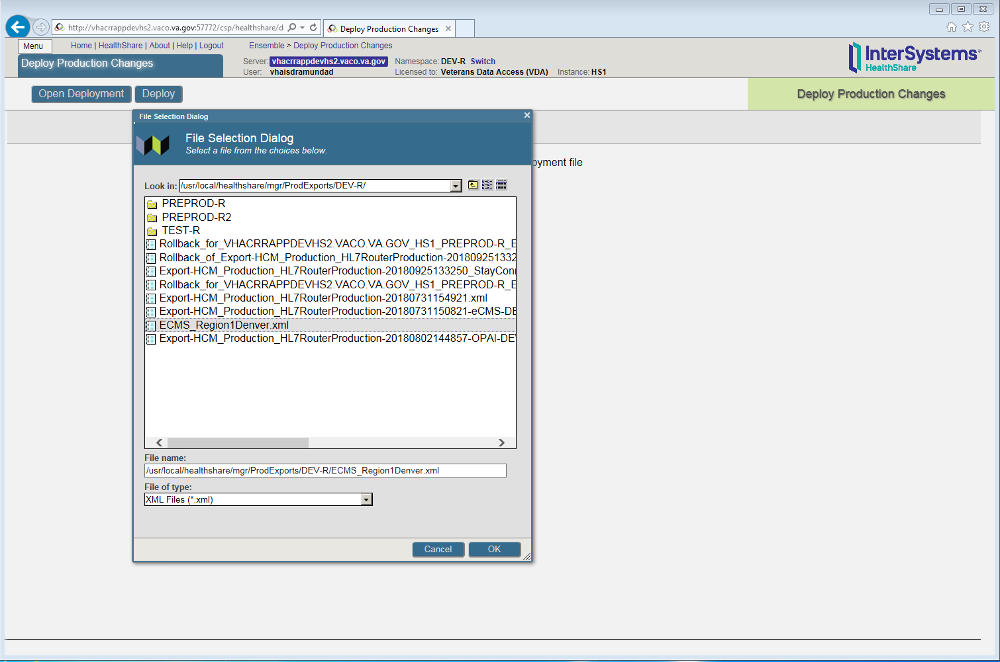 http://vhacrrappdevhs2.vaco.va.gov:57772/csp/healthshare/d
Deploy Production Changes
Menu
Home | HealthShare | About | Help | Logout
Ensemble > Deploy Production Changes
Deploy Production Changes
Server: vhacrrappdevhs2.vaco.va.gov Namespace: DEV-R Switch
User: vhaisdramundad Licensed to: Veterans Data Access (VDA) Instance: HS1
InterSystems
HealthShare
Open Deployment
Deploy
Deploy Production Changes
File Selection Dialog
File Selection Dialog
Select a file from the choices below.
oyment file
Look in: /usr/local/healthshare/mgr/ProdExports/DEV-R/
PREPROD-R
PREPROD-R2
TEST-R
Rollback_for_VHACRRAPPDEVHS2.VACO.VA.GOV_HS1_PREPROD-R_E
Rollback_of_Export-HCM_Production_HL7RouterProduction-201809251332
Export-HCM_Production_HL7RouterProduction-20180925133250_StayConn
Rollback_for_VHACRRAPPDEVHS2.VACO.VA.GOV_HS1_PREPROD-R_E
Export-HCM_Production_HL7RouterProduction-20180731154921.xml
Export-HCM_Production_HL7RouterProduction-20180731150821-eCMS-DE
ECMS_Region1Denver.xml
Export-HCM_Production_HL7RouterProduction-20180802144857-OPAI-DEV
File name:
/usr/local/healthshare/mgr/ProdExports/DEV-R/ECMS_Region1Denver.xml
File of type:
XML Files (*.xml)
Cancel
OK